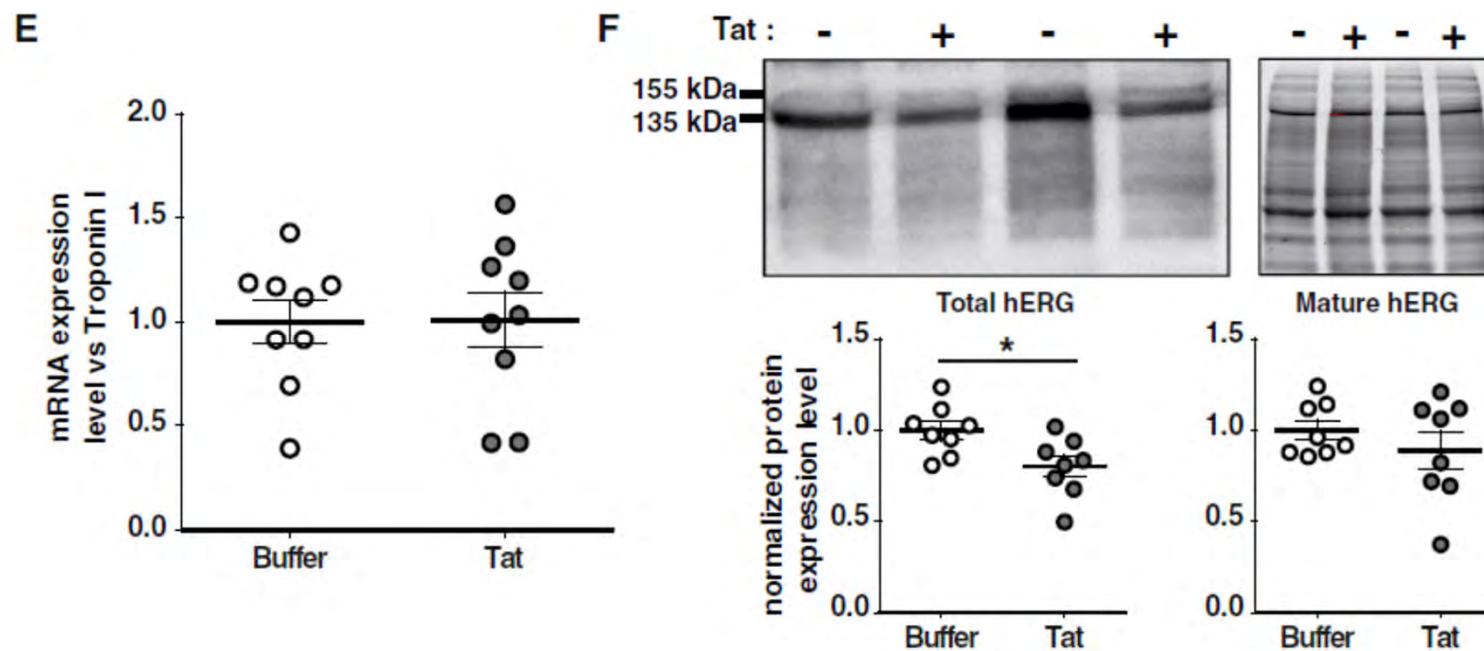 E
mRNA expression
level vs Troponin I
2.0
1.5
1.0
0.5
0.0
Buffer Tat
F
Tat : - + - + - + - +
155 kDa
135 kDa
Total hERG
Mature hERG
normalized protein
expression level
1.5
1.0
0.5
0.0
*
Buffer Tat
1.5
1.0
0.5
0.0
Buffer Tat